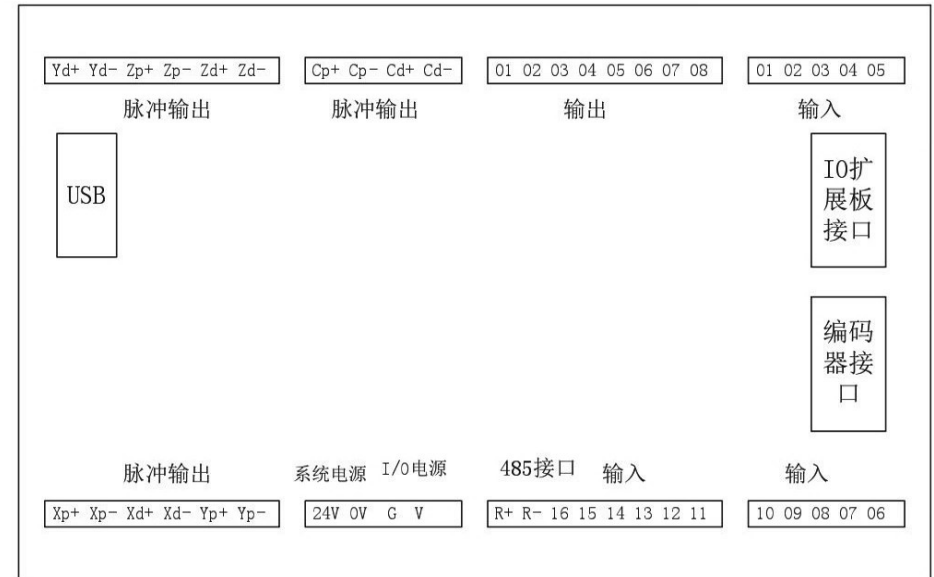 Yd+ Yd- Zp+ Zp- Zd+ Zd-
Cp+ Cp- Cd+ Cd-
01 02 03 04 05 06 07 08
01 02 03 04 05
脉冲输出
脉冲输出
输出
输入
USB
IO扩
展板
接口
编码
器接
口
脉冲输出
系统电源
I/O电源
485接口
输入
输入
Xp+ Xp- Xd+ Xd- Yp+ Yp-
24V 0V G V
R+ R- 16 15 14 13 12 11
10 09 08 07 06